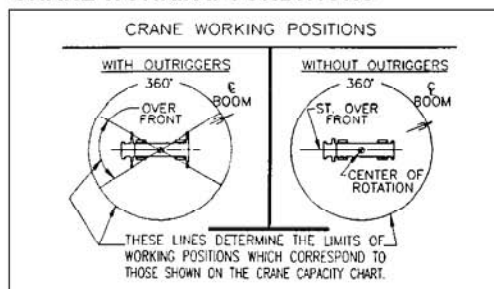 CRANE WORKING POSITIONS
WITH OUTRIGGERS
360°
℄
BOOM
OVER
FRONT
WITHOUT OUTRIGGERS
360°
℄
BOOM
ST. OVER
FRONT
CENTER OF
ROTATION
THESE LINES DETERMINE THE LIMITS OF
WORKING POSITIONS WHICH CORRESPOND TO
THOSE SHOWN ON THE CRANE CAPACITY CHART.